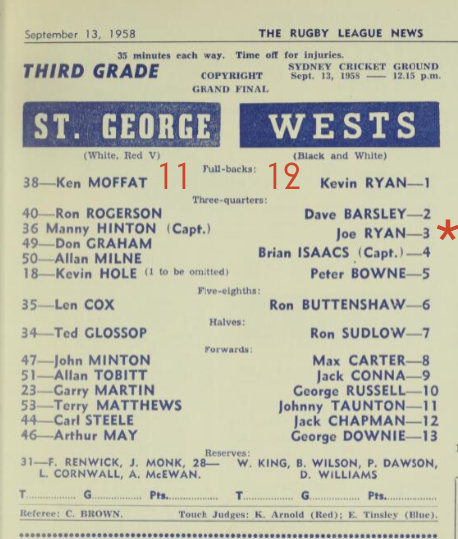 September 13, 1958 THE RUGBY LEAGUE NEWS
35 minutes each way. Time off for injuries.
THIRD GRADE COPYRIGHT SYDNEY CRICKET GROUND
Sept. 13, 1958 — 12.15 p.m.
GRAND FINAL
ST. GEORGE WESTS
(White, Red V) (Black and White)
Full-backs:
38—Ken MOFFAT 11 12 Kevin RYAN—1
Three-quarters:
40—Ron ROGERSON Dave BARSLEY—2
36 Manny HINTON (Capt.) Joe RYAN—3 *
49—Don GRAHAM Brian ISAACS (Capt.)—4
50—Allan MILNE Peter BOWNE—5
18—Kevin HOLE (1 to be omitted)
Five-eighths:
35—Len COX Ron BUTTENSHAW—6
Halves:
34—Ted GLOSSOP Ron SUDLOW—7
Forwards:
47—John MINTON Max CARTER—8
51—Allan TOBITT Jack CONNA—9
23—Garry MARTIN George RUSSELL—10
53—Terry MATTHEWS Johnny TAUNTON—11
44—Carl STEELE Jack CHAPMAN—12
46—Arthur MAY George DOWNIE—13
Reserves:
31—F. RENWICK, J. MONK, 28— W. KING, B. WILSON, P. DAWSON,
L. CORNWALL, A. McEWAN. D. WILLIAMS
T............... G............... Pts............... T............... G............... Pts...............
Referee: C. BROWN. Touch Judges: K. Arnold (Red); E. Tinsley (Blue).